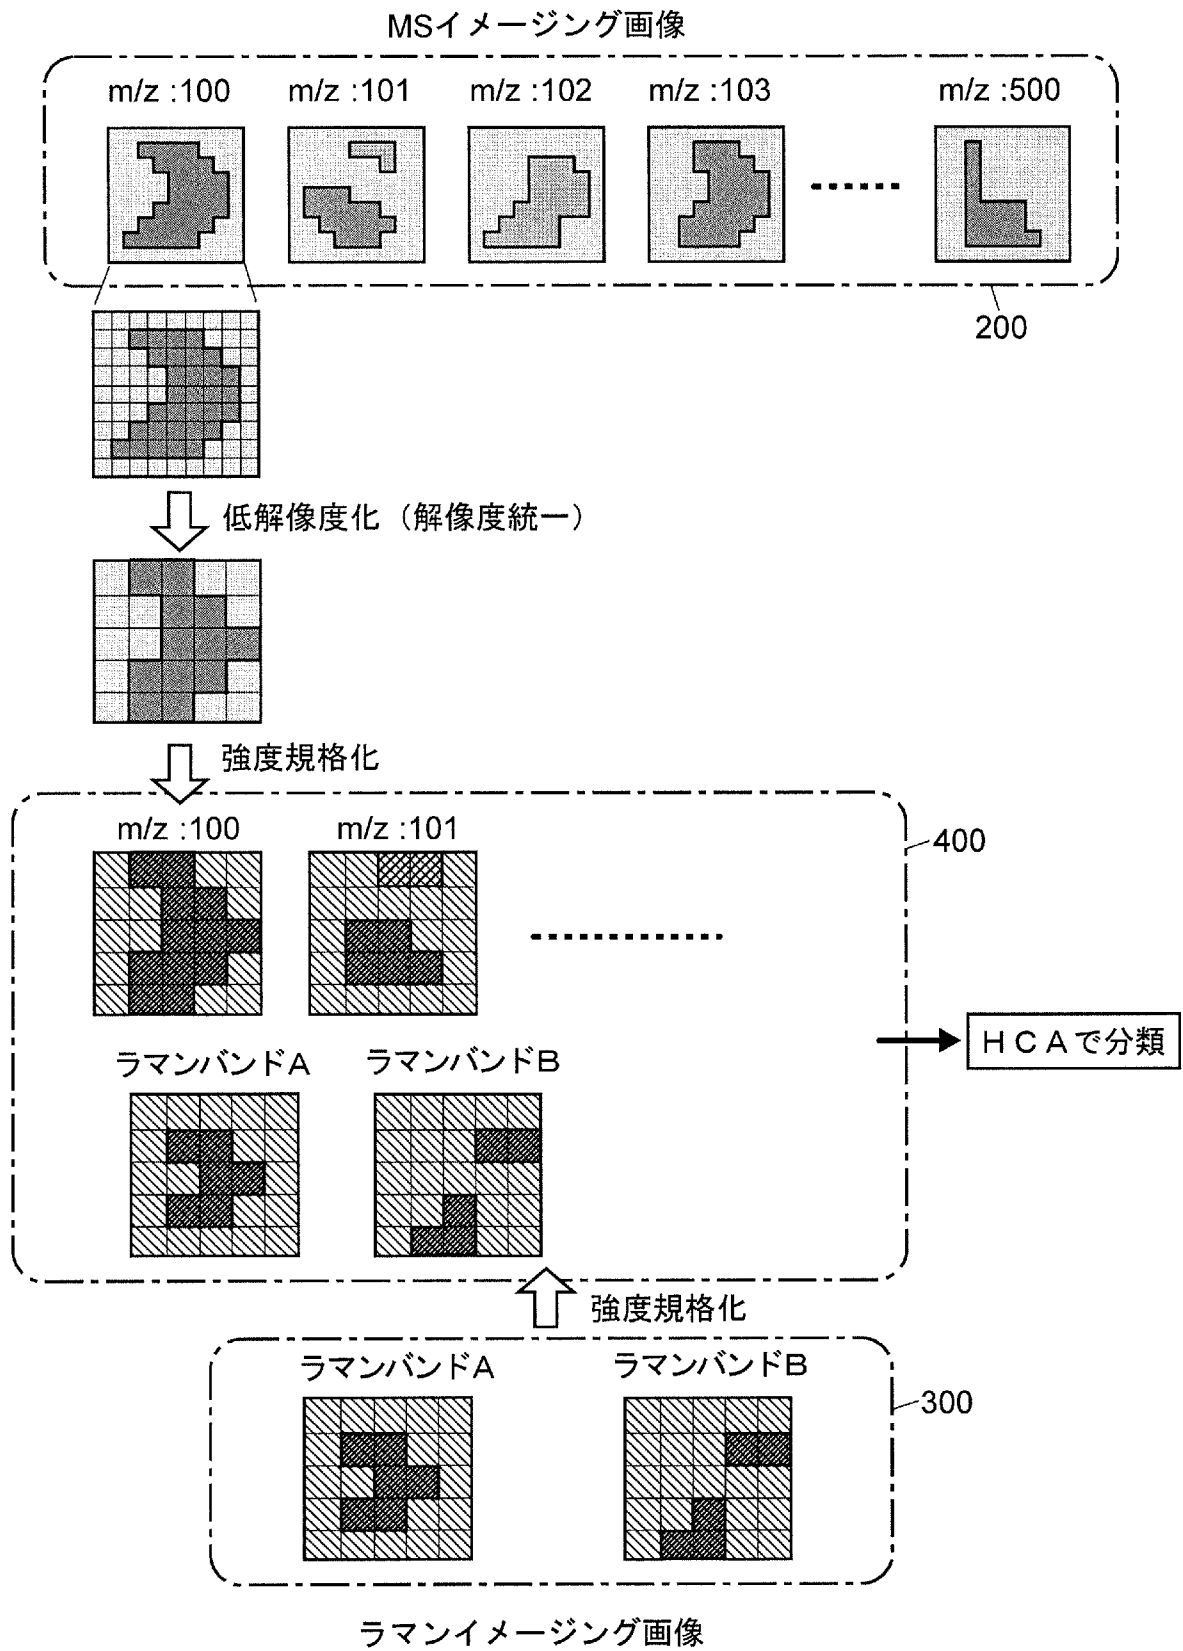 MSイメージング画像
m/z :100 m/z :101 m/z :102 m/z :103 m/z :500
200
低解像度化（解像度統一）
強度規格化
m/z :100 m/z :101
400
ラマンバンドA ラマンバンドB
ＨＣＡで分類
強度規格化
ラマンバンドA ラマンバンドB
300
ラマンイメージング画像